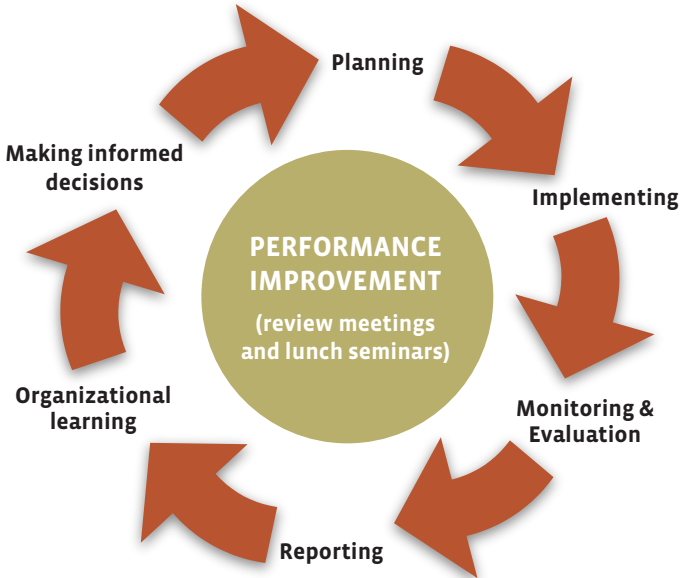 Planning
Implementing
Monitoring &
Evaluation
Reporting
Organizational
learning
Making informed
decisions
PERFORMANCE
IMPROVEMENT
(review meetings
and lunch seminars)